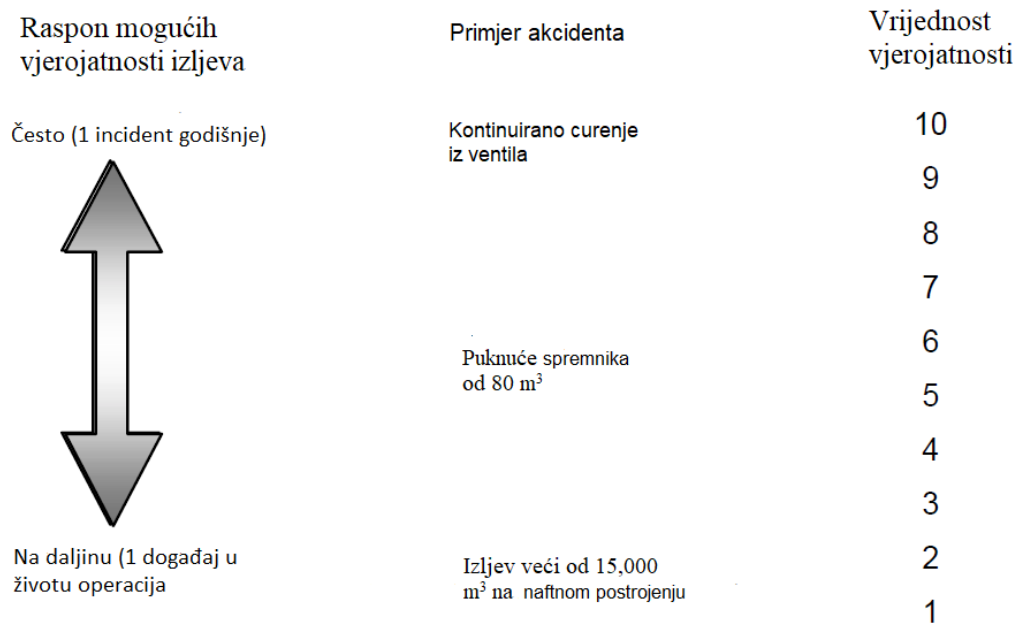 Raspon mogućih
vjerojatnosti izljeva
Primjer akcidenta
Vrijednost
vjerojatnosti
Često (1 incident godišnje)
Kontinuirano curenje
iz ventila
10
9
8
7
6
Puknuće spremnika
od 80 m³
5
4
3
Na daljinu (1 događaj u
životu operacija
Izljev veći od 15,000
m³ na naftnom postrojenju
2
1